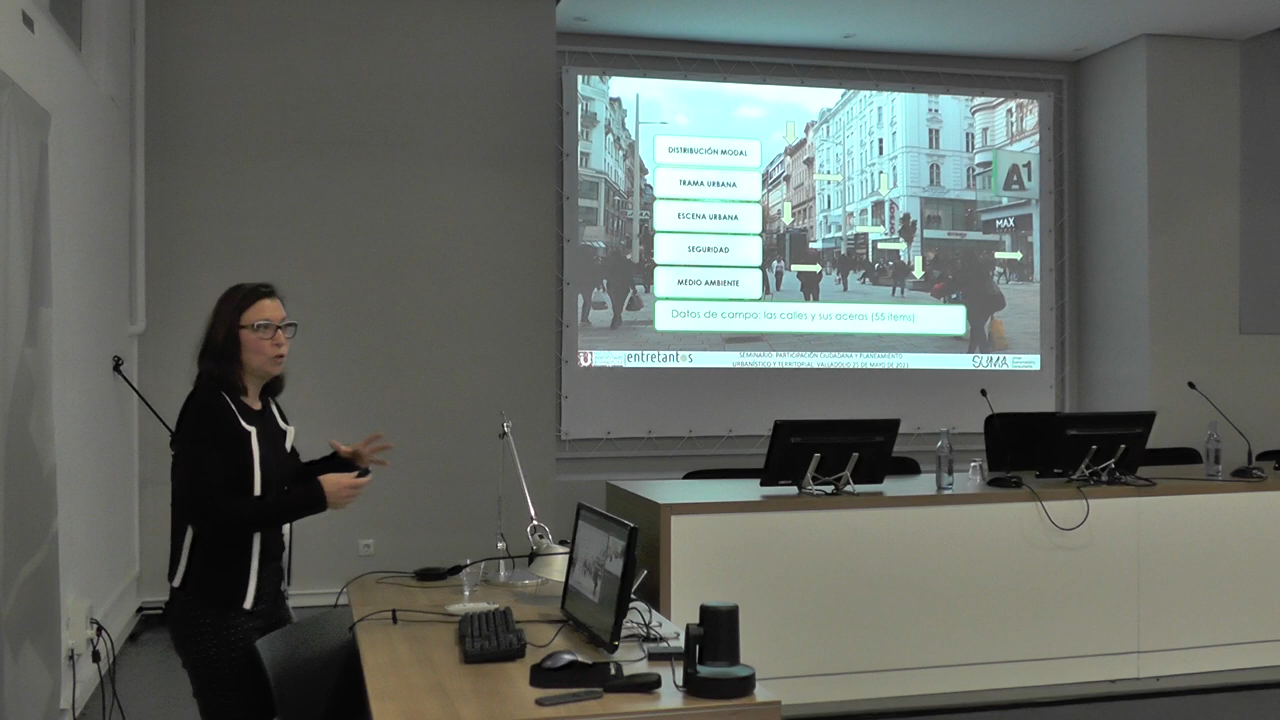 DISTRIBUCIÓN MODAL
TRAMA URBANA
ESCENA URBANA
SEGURIDAD
MEDIO AMBIENTE
Datos de campo: las calles y sus aceras (55 ítems)
A1
MAX
entretantos
SEMINARIO: PARTICIPACIÓN CIUDADANA Y PLANEAMIENTO
URBANÍSTICO Y TERRITORIAL. VALLADOLID 25 DE MAYO DE 2023
SUMA